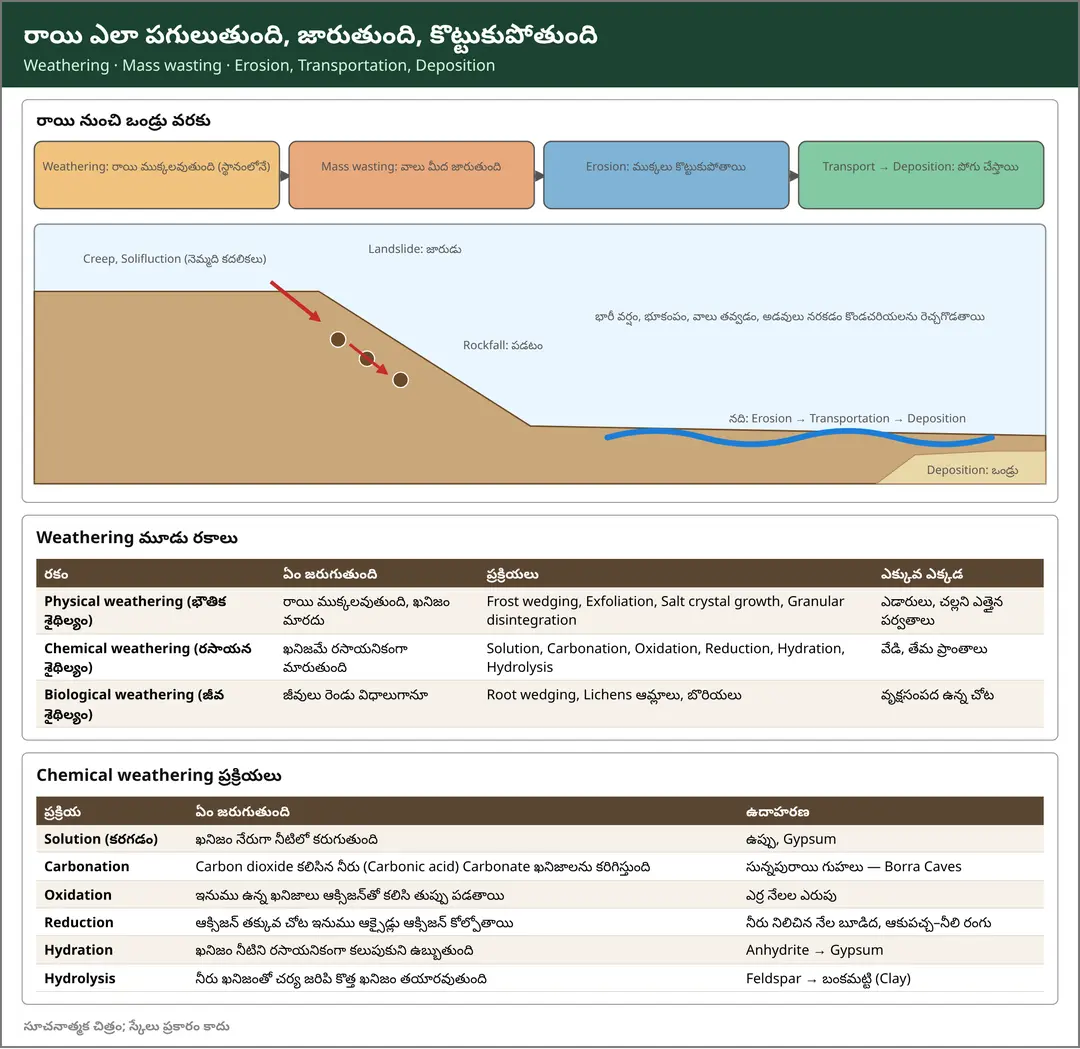 రాయి ఎలా పగులుతుంది, జారుతుంది, కొట్టుకుపోతుంది
Weathering · Mass wasting · Erosion, Transportation, Deposition
రాయి నుంచి ఒండ్రు వరకు
Weathering: రాయి ముక్కలవుతుంది (స్థానంలోనే)
Mass wasting: వాలు మీద జారుతుంది
Erosion: ముక్కలు కొట్టుకుపోతాయి
Transport → Deposition: పోగు చేస్తాయి
Landslide: జారుడు
Creep, Solifluction (నెమ్మది కదలికలు)
భారీ వర్షం, భూకంపం, వాలు తవ్వడం, అడవులు నరకడం కొండచరియలను రెచ్చగొడతాయి
Rockfall: పడటం
నది: Erosion → Transportation → Deposition
Deposition: ఒండ్రు
Weathering మూడు రకాలు
రకం ఏం జరుగుతుంది ప్రక్రియలు ఎక్కువ ఎక్కడ
Physical weathering (భౌతిక శైథిల్యం) రాయి ముక్కలవుతుంది, ఖనిజం మారదు Frost wedging, Exfoliation, Salt crystal growth, Granular disintegration ఎడారులు, చల్లని ఎత్తైన పర్వతాలు
Chemical weathering (రసాయన శైథిల్యం) ఖనిజమే రసాయనికంగా మారుతుంది Solution, Carbonation, Oxidation, Reduction, Hydration, Hydrolysis వేడి, తేమ ప్రాంతాలు
Biological weathering (జీవ శైథిల్యం) జీవులు రెండు విధాలుగానూ Root wedging, Lichens ఆమ్లాలు, బొరియలు వృక్షసంపద ఉన్న చోట
Chemical weathering ప్రక్రియలు
ప్రక్రియ ఏం జరుగుతుంది ఉదాహరణ
Solution (కరగడం) ఖనిజం నేరుగా నీటిలో కరుగుతుంది ఉప్పు, Gypsum
Carbonation Carbon dioxide కలిసిన నీరు (Carbonic acid) Carbonate ఖనిజాలను కరిగిస్తుంది సున్నపురాయి గుహలు — Borra Caves
Oxidation ఇనుము ఉన్న ఖనిజాలు ఆక్సిజన్‌తో కలిసి తుప్పు పడతాయి ఎర్ర నేలల ఎరుపు
Reduction ఆక్సిజన్ తక్కువ చోట ఇనుము ఆక్సైడ్లు ఆక్సిజన్ కోల్పోతాయి నీరు నిలిచిన నేల బూడిద, ఆకుపచ్చ–నీలి రంగు
Hydration ఖనిజం నీటిని రసాయనికంగా కలుపుకుని ఉబ్బుతుంది Anhydrite → Gypsum
Hydrolysis నీరు ఖనిజంతో చర్య జరిపి కొత్త ఖనిజం తయారవుతుంది Feldspar → బంకమట్టి (Clay)
సూచనాత్మక చిత్రం; స్కేలు ప్రకారం కాదు